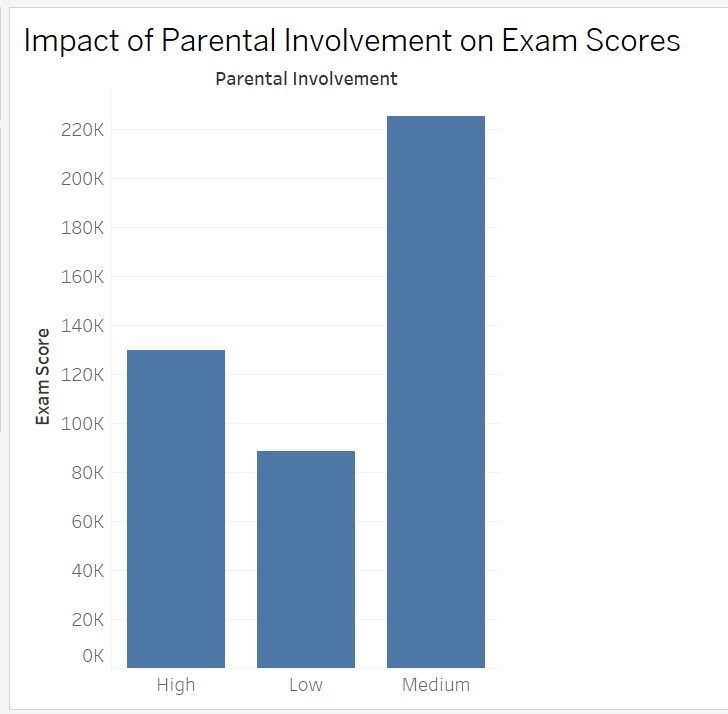 Impact of Parental Involvement on Exam Scores
Parental Involvement
220K
200K
180K
160K
140K
120K
100K
80K
60K
40K
20K
0K
Exam Score
High Low Medium